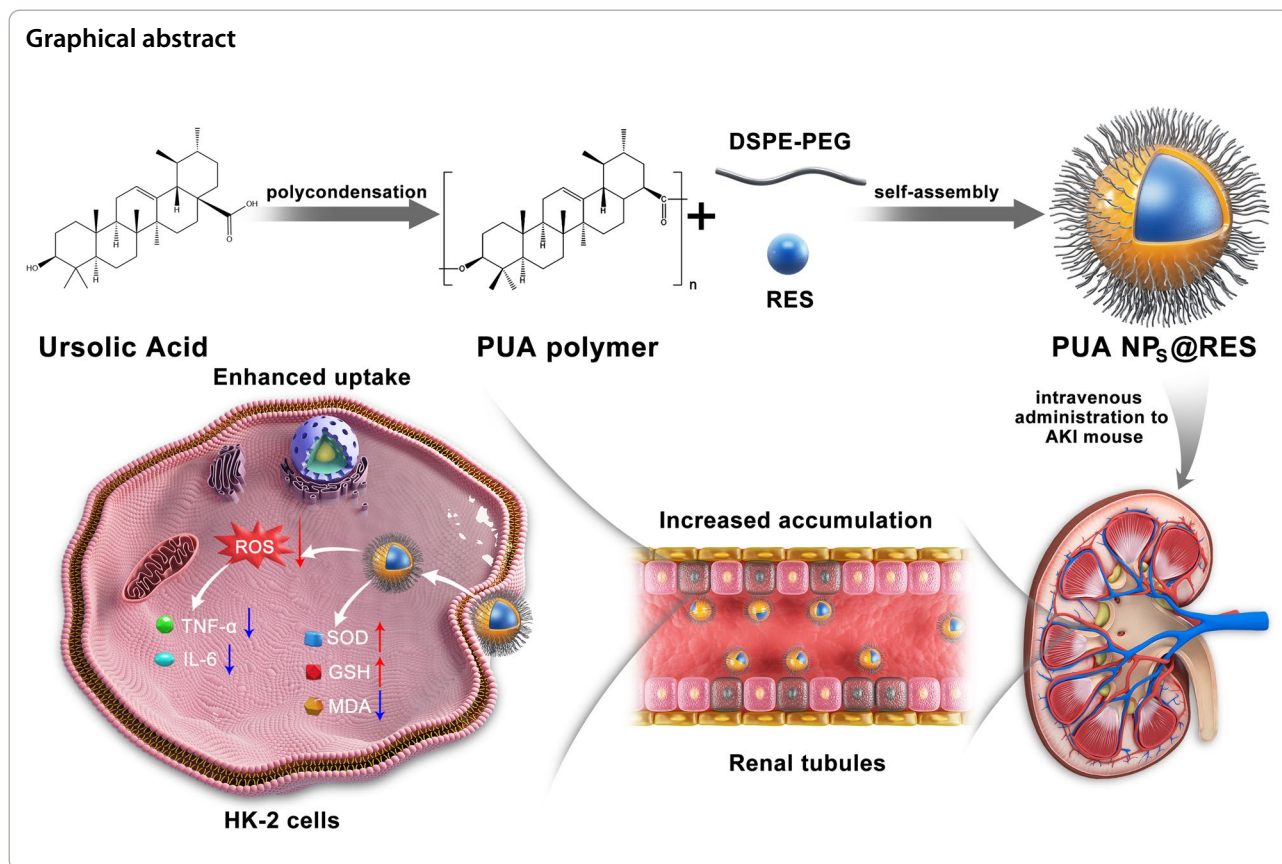 Graphical abstract
HO
H
H
H
OH
O
polycondensation
O
H
H
H
C
O
n
+
DSPE-PEG
RES
self-assembly
Ursolic Acid
PUA polymer
PUA NPS@RES
intravenous
administration to
AKI mouse
Enhanced uptake
ROS
TNF-α
IL-6
SOD
GSH
MDA
HK-2 cells
Increased accumulation
Renal tubules